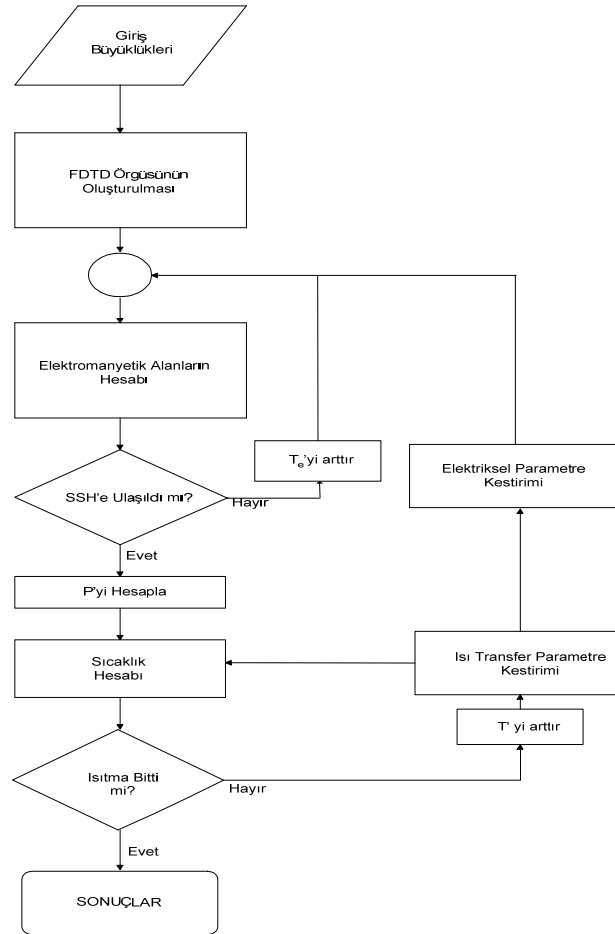 Giriş
Büyüklükleri
FDTD Örgüsünün
Oluşturulması
Elektromanyetik Alanların
Hesabı
Te'yi arttır
Elektriksel Parametre
Kestirimi
SSH'e Ulaşıldı mı?
Hayır
Evet
P'yi Hesapla
Sıcaklık
Hesabı
Isı Transfer Parametre
Kestirimi
T' yi arttır
Isıtma Bitti
mi?
Hayır
Evet
SONUÇLAR